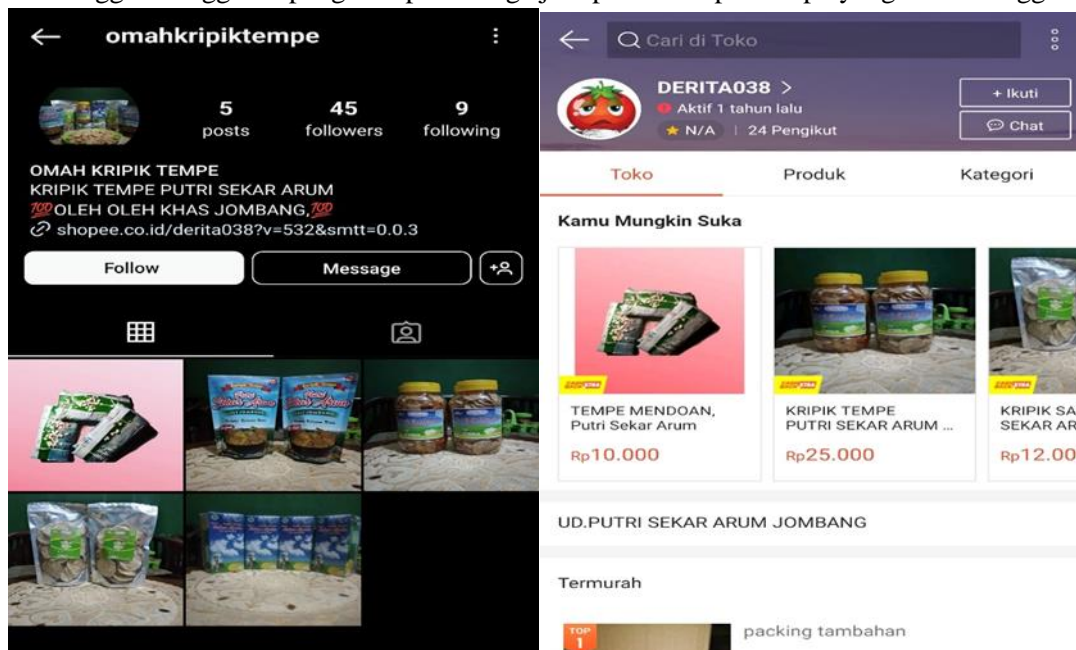 omahkripiktempe
5 45 9
posts followers following
OMAH KRIPIK TEMPE
KRIPIK TEMPE PUTRI SEKAR ARUM
💯OLEH OLEH KHAS JOMBANG,💯
shopee.co.id/derita038?v=532&smtt=0.0.3
Follow Message
Cari di Toko
DERITA038 >
Aktif 1 tahun lalu
N/A | 24 Pengikut
+ Ikuti
Chat
Toko Produk Kategori
Kamu Mungkin Suka
TEMPE MENDOAN,
Putri Sekar Arum
Rp10.000
KRIPIK TEMPE
PUTRI SEKAR ARUM ...
Rp25.000
KRIPIK SA
SEKAR AR
Rp12.00
UD.PUTRI SEKAR ARUM JOMBANG
Termurah
TOP
1
packing tambahan